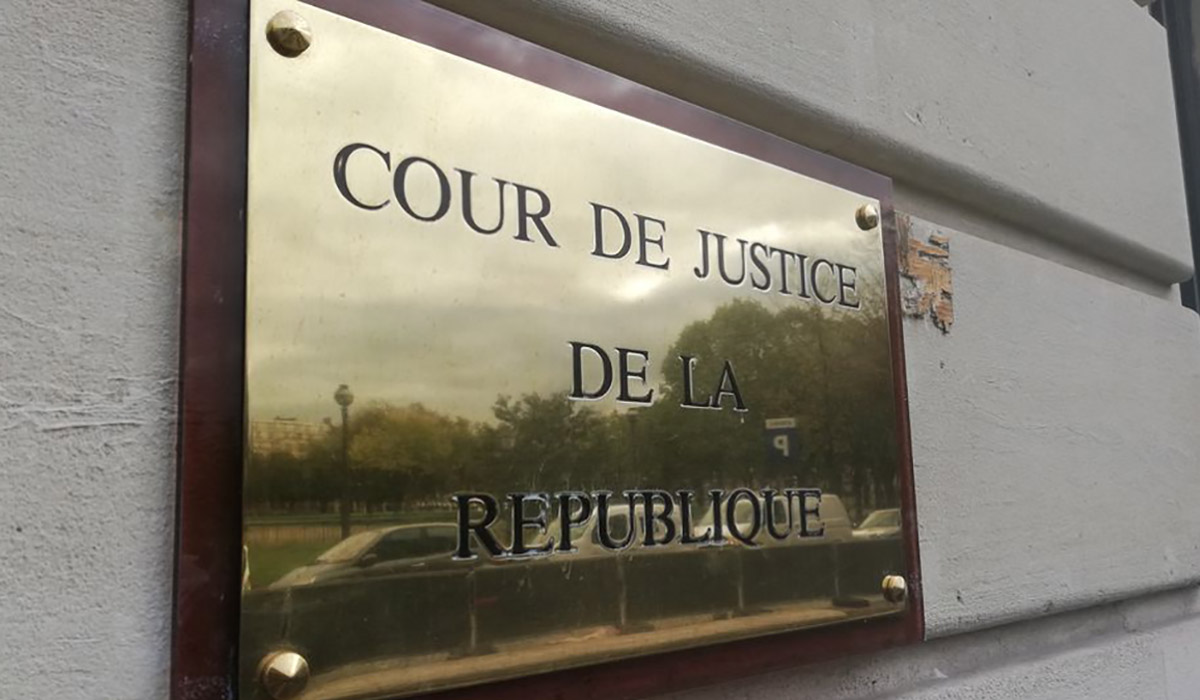 COUR DE JUSTICE
DE LA
REPUBLIQUE
P